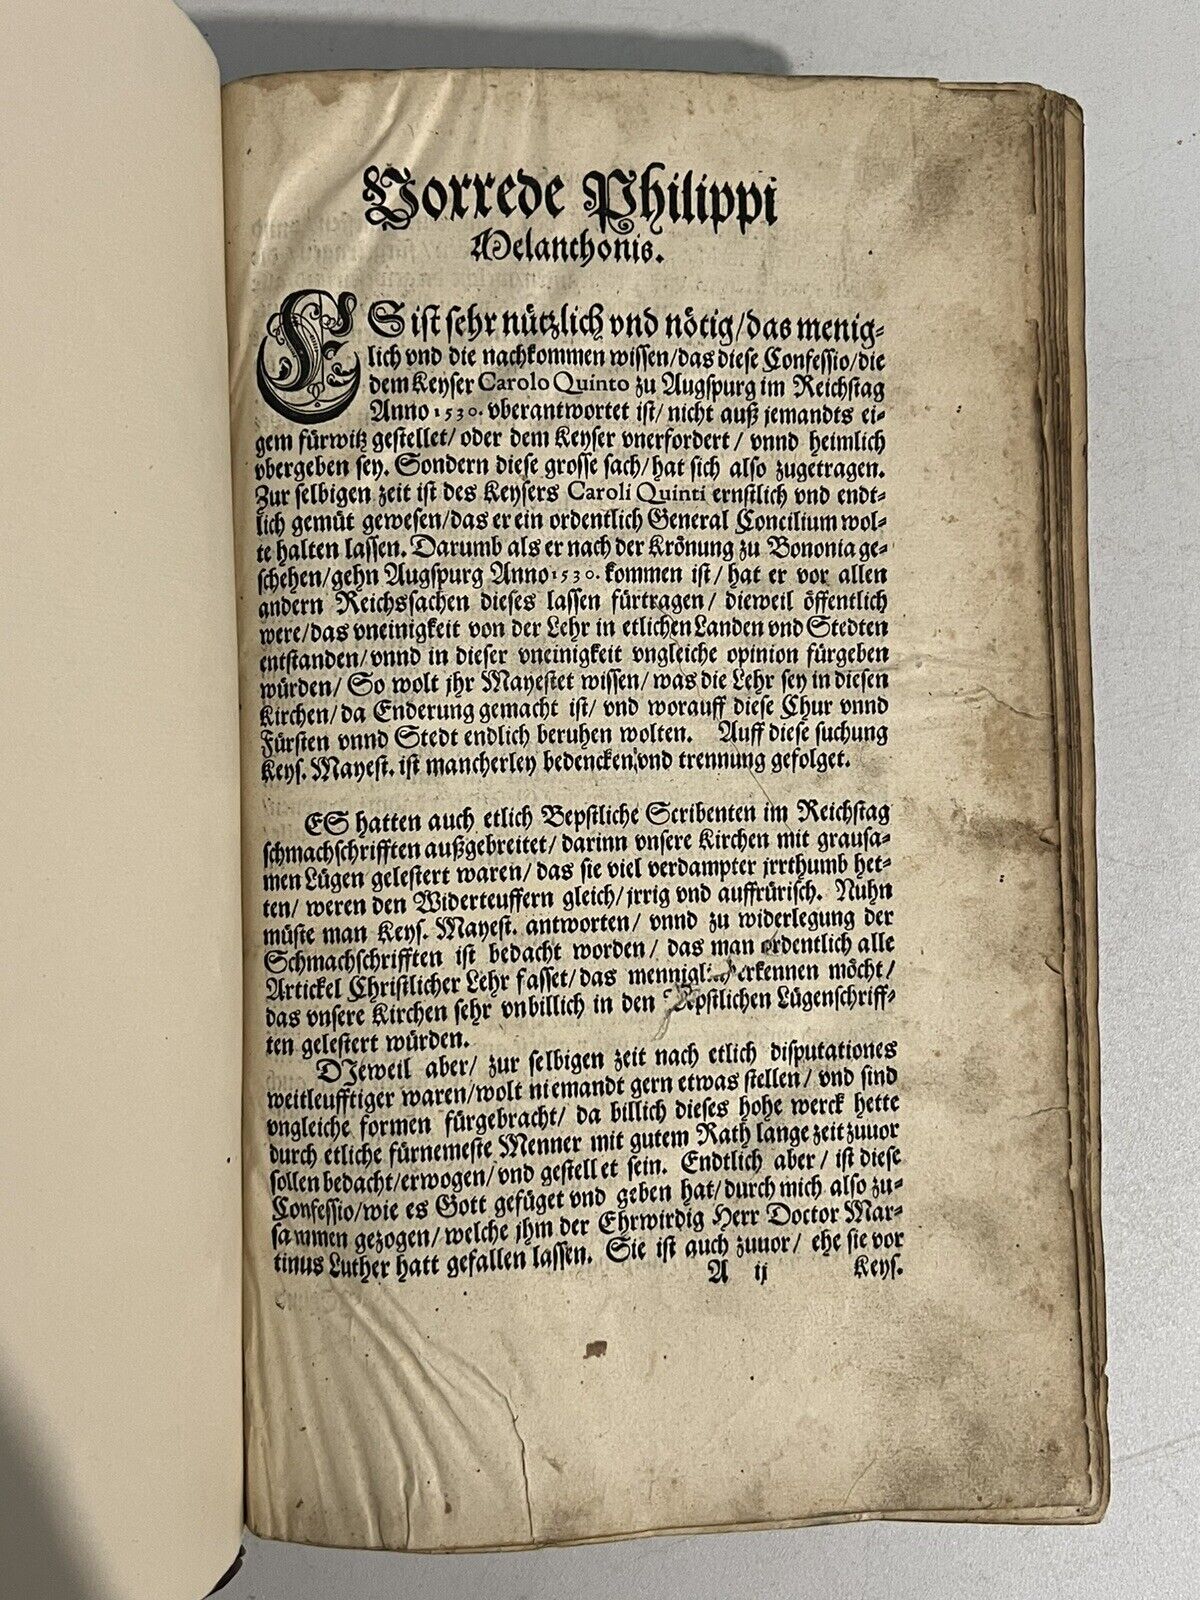 Vorrede Philippi
Melanthonis.
ES ist sehr nützlich vnd nötig/das menig-
lich vnd die nachkommen wissen/das diese Confessio/die
dem Keyser Carolo Quinto zu Augspurg im Reichstag
Anno 1530. vberantwortet ist/ nicht auß jemandts ei-
gem fürwitz gestellet/ oder dem Keyser vnerfordert/ vnnd heimlich
vbergeben sey. Sondern diese grosse sach/hat sich also zugetragen.
Zur selbigen zeit ist des Keysers Caroli Quinti ernstlich vnd endt-
lich gemüt gewesen/das er ein ordentlich General Concilium wol-
te halten lassen. Darumb als er nach der Krönung zu Bononia ge-
schehen/gehn Augspurg Anno 1530. kommen ist/ hat er vor allen
andern Reichssachen dieses lassen fürtragen/ dieweil öffentlich
were/das vneinigkeit von der Lehr in etlichen Landen vnd Stedten
entstanden/vnnd in dieser vneinigkeit vngleiche opinion fürgeben
würden/ So wolt jhr Mayestet wissen/was die Lehr sey in diesen
Kirchen/da Enderung gemacht ist/ vnd worauff diese Chur vnnd
Fürsten vnnd Stedt endlich beruhen wolten. Auff diese suchung
Keys. Mayest. ist mancherley bedencken vnd trennung gefolget.
ES hatten auch etlich Bepstliche Scribenten im Reichstag
schmachschrifften außgebreitet/ darinn vnsere Kirchen mit grausa-
men Lügen gelestert waren/das sie viel verdampter jrrthumb het-
ten/ weren den Widerteuffern gleich/jrrig vnd auffrürisch. Nuhn
müste man Keys. Mayest. antworten/ vnnd zu widerlegung der
Schmachschrifften ist bedacht worden/ das man ordentlich alle
Artickel Christlicher Lehr fasset/das erkennen möcht/
das vnsere Kirchen sehr vnbillich in den Lügenschriff-
ten gelestert würden.
DJeweil aber/ zur selbigen zeit nach etlich disputationes
weitleufftiger waren/wolt niemandt gern etwas stellen/ vnd sind
vngleiche formen fürgebracht/ da billich dieses hohe werck hette
durch etliche fürnemeste Menner mit gutem Rath lange zeit zuuor
sollen bedacht/erwogen/vnd gestellet sein. Endtlich aber/ ist diese
Confessio/wie es Gott gefüget vnd geben hat/durch mich also zu-
sammen gezogen/welche jhm der Ehrwirdig Herr Doctor Mar-
tinus Luther hatt gefallen lassen. Sie ist auch zuuor/ ehe sie vor
A ij Keys.